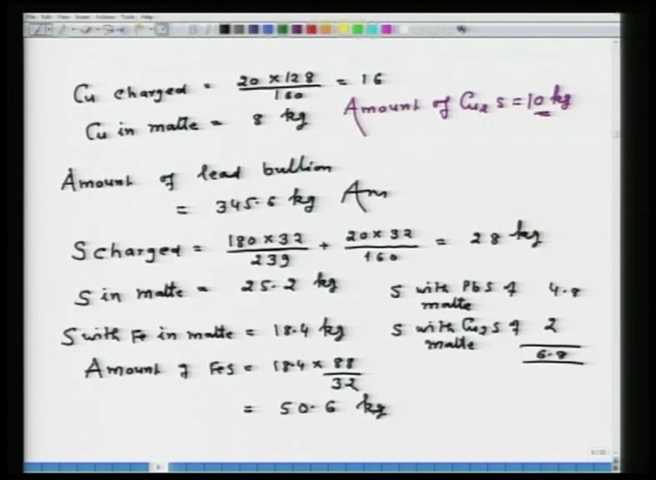 Cu charged = 20 x 128 / 160 = 16
Cu in matte = 8 kg
Amount of Cu2S = 10 kg
Amount of lead bullion
= 345.6 kg Ans
S charged = 180 x 32 / 239 + 20 x 32 / 160 = 28 kg
S in matte = 25.2 kg
S with PbS of matte 4.8
S with Fe in matte = 18.4 kg
S with Cu2S of matte 2
6.8
Amount of FeS = 18.4 x 88 / 32
= 50.6 kg